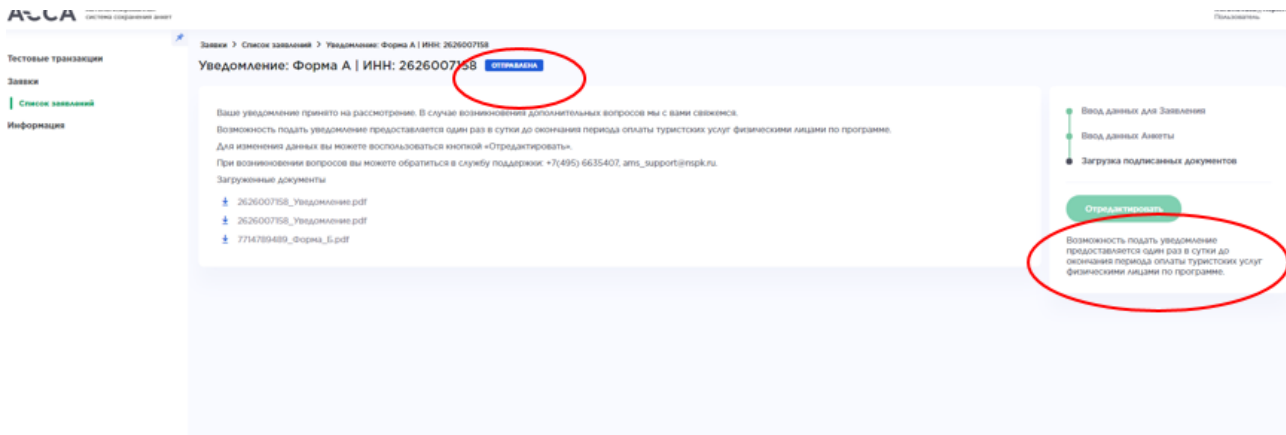 АССА
система сохранения анкет
Пользователь
Тестовые транзакции
Заявки
Список заявлений
Информация
Заявки > Список заявлений > Уведомление: Форма А | ИНН: 2626007158
Уведомление: Форма А | ИНН: 2626007158 ОТПРАВЛЕНА
Ваше уведомление принято на рассмотрение. В случае возникновения дополнительных вопросов мы с вами свяжемся.
Возможность подать уведомление предоставляется один раз в сутки до окончания периода оплаты туристских услуг физическими лицами по программе.
Для изменения данных вы можете воспользоваться кнопкой «Отредактировать».
При возникновении вопросов вы можете обратиться в службу поддержки: +7(495) 6635407, ams_support@nspk.ru.
Загруженные документы
2626007158_Уведомление.pdf
2626007158_Уведомление.pdf
7714789489_Форма_Б.pdf
Ввод данных для Заявления
Ввод данных Анкеты
Загрузка подписанных документов
Отредактировать
Возможность подать уведомление
предоставляется один раз в сутки до
окончания периода оплаты туристских услуг
физическими лицами по программе.